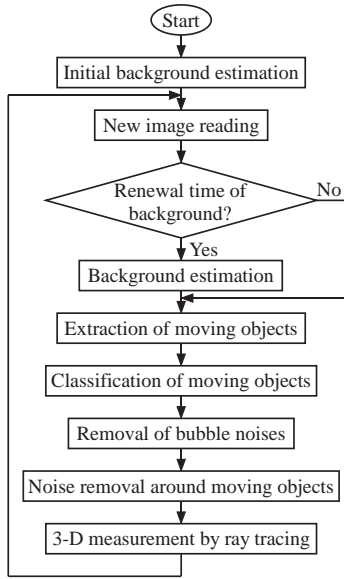 Start
Initial background estimation
New image reading
Renewal time of
background?
No
Yes
Background estimation
Extraction of moving objects
Classification of moving objects
Removal of bubble noises
Noise removal around moving objects
3-D measurement by ray tracing